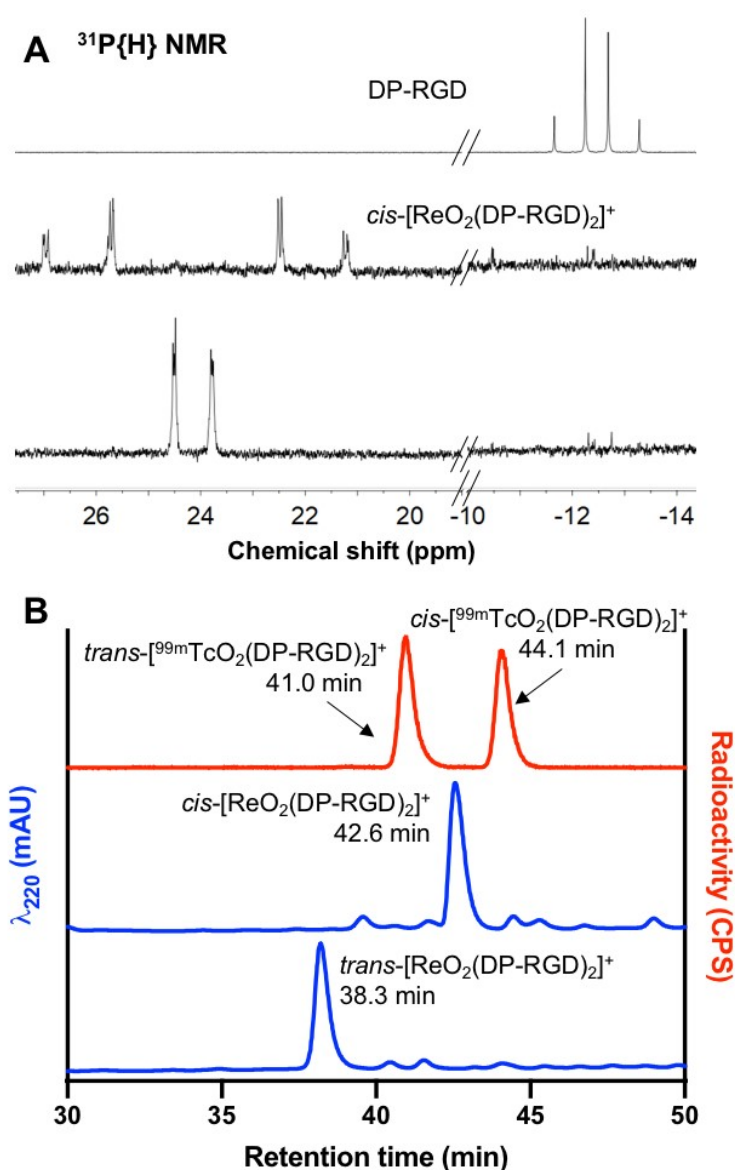 A
³¹P{H} NMR
DP-RGD
cis-[ReO₂(DP-RGD)₂]⁺
26 24 22 20 -10 -12 -14
Chemical shift (ppm)
B
cis-[⁹⁹ᵐTcO₂(DP-RGD)₂]⁺
44.1 min
trans-[⁹⁹ᵐTcO₂(DP-RGD)₂]⁺
41.0 min
cis-[ReO₂(DP-RGD)₂]⁺
42.6 min
trans-[ReO₂(DP-RGD)₂]⁺
38.3 min
λ₂₂₀ (mAU)
Radioactivity (CPS)
30 35 40 45 50
Retention time (min)